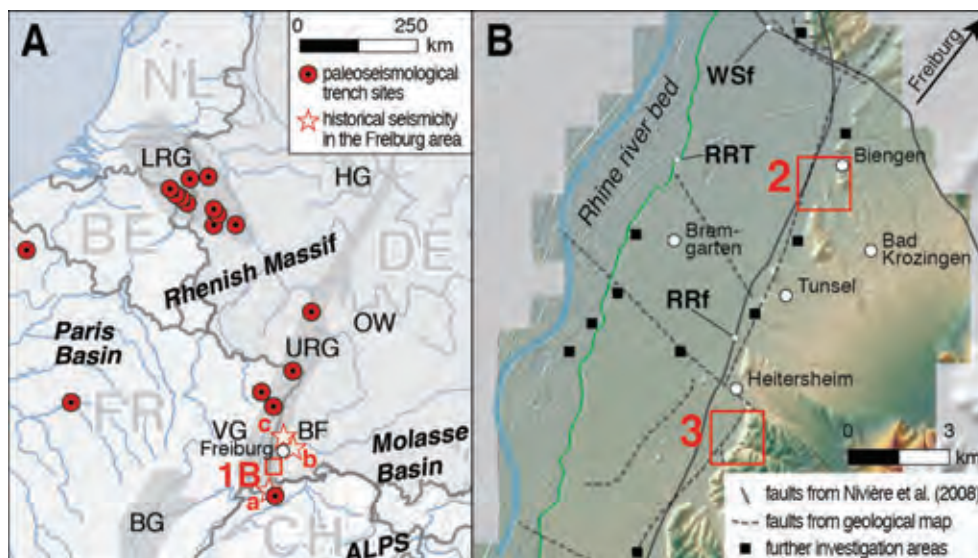 A
0 250
km
paleoseismological
trench sites
historical seismicity
in the Freiburg area
NL
LRG
HG
BE
DE
Rhenish Massif
OW
Paris
Basin
URG
FR
c
VG
BF
Freiburg
b
Molasse
Basin
1B
a
BG
CH
ALPS
B
Freiburg
WSf
Rhine river bed
RRT
2
Biengen
Brem-
garten
Bad
Krozingen
Tunsel
RRf
Heitersheim
3
0 3
km
faults from Nivière et al. (2008)
faults from geological map
further investigation areas